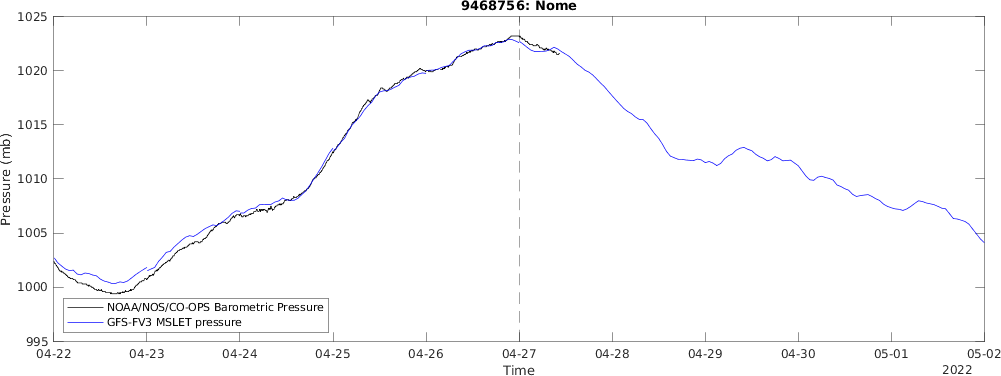 9468756: Nome
1025
1020
1015
1010
1005
1000
995
Pressure (mb)
NOAA/NOS/CO-OPS Barometric Pressure
GFS-FV3 MSLET pressure
04-22 04-23 04-24 04-25 04-26 04-27 04-28 04-29 04-30 05-01 05-02
Time
2022